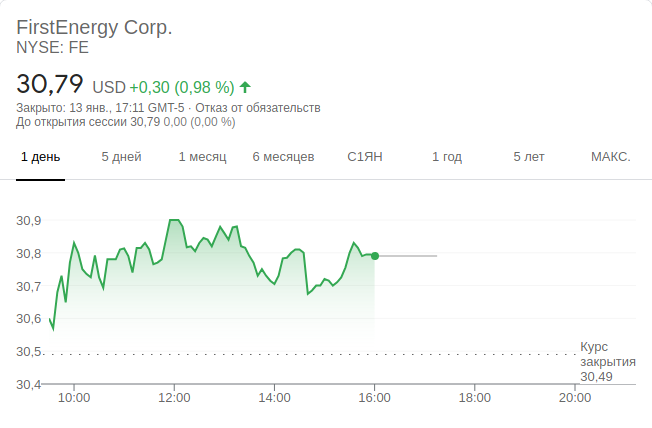 FirstEnergy Corp.
NYSE: FE
30,79 USD +0,30 (0,98 %)
Закрыто: 13 янв., 17:11 GMT-5 · Отказ от обязательств
До открытия сессии 30,79 0,00 (0,00 %)
1 день 5 дней 1 месяц 6 месяцев С1ЯН 1 год 5 лет МАКС.
30,9
30,8
30,7
30,6
30,5
Курс
закрытия
30,49
30,4
10:00 12:00 14:00 16:00 18:00 20:00